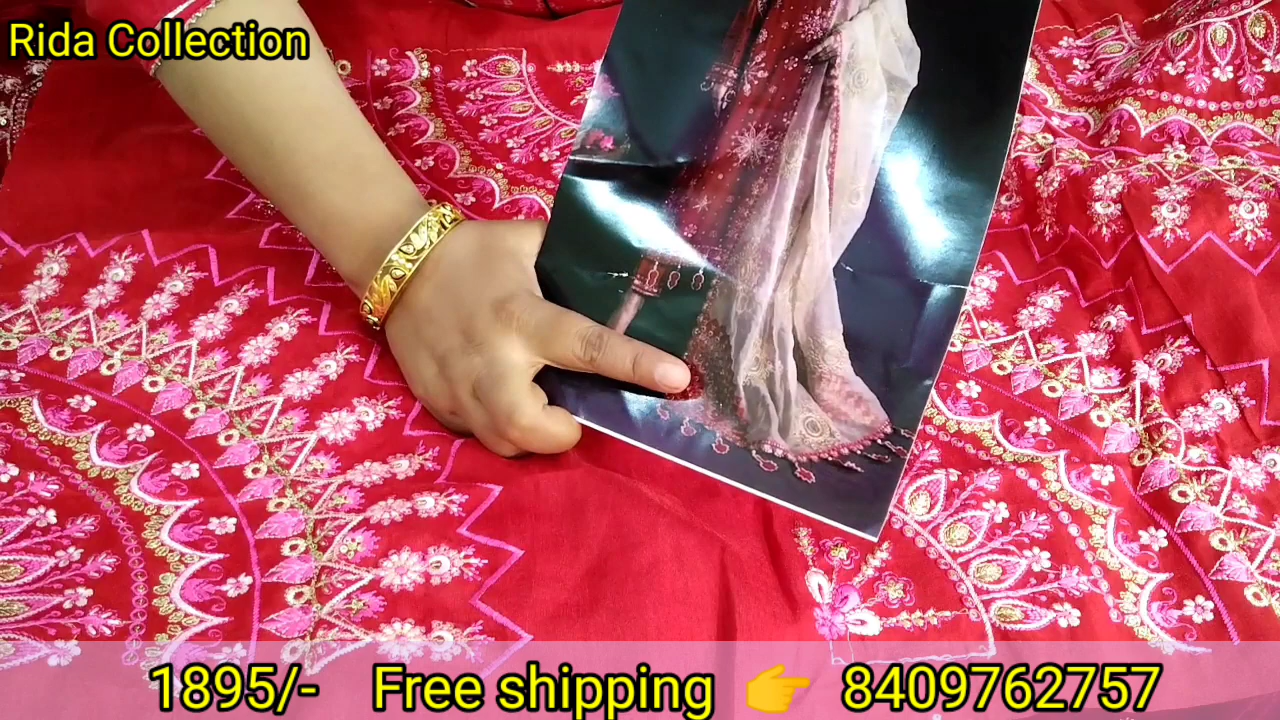 Rida Collection
1895/- Free shipping 👉 8409762757